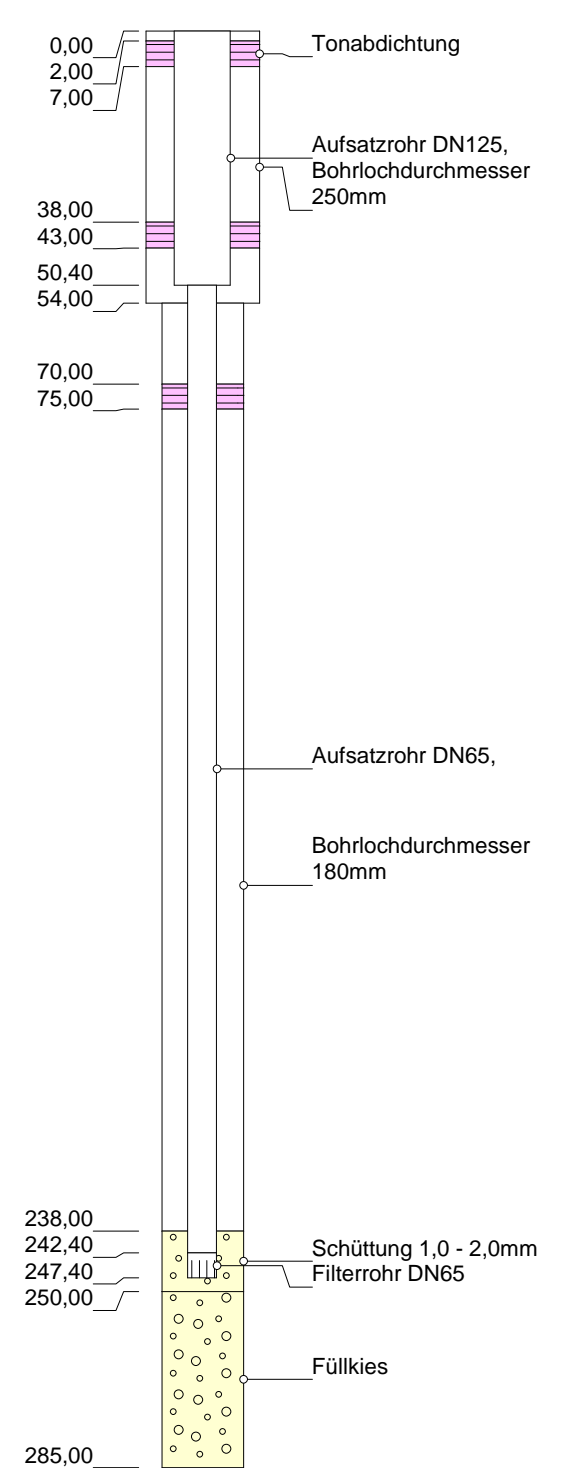 0,00
Tonabdichtung
2,00
7,00
Aufsatzrohr DN125,
Bohrlochdurchmesser
250mm
38,00
43,00
50,40
54,00
70,00
75,00
Aufsatzrohr DN65,
Bohrlochdurchmesser
180mm
238,00
242,40
Schüttung 1,0 - 2,0mm
247,40
Filterrohr DN65
250,00
Füllkies
285,00